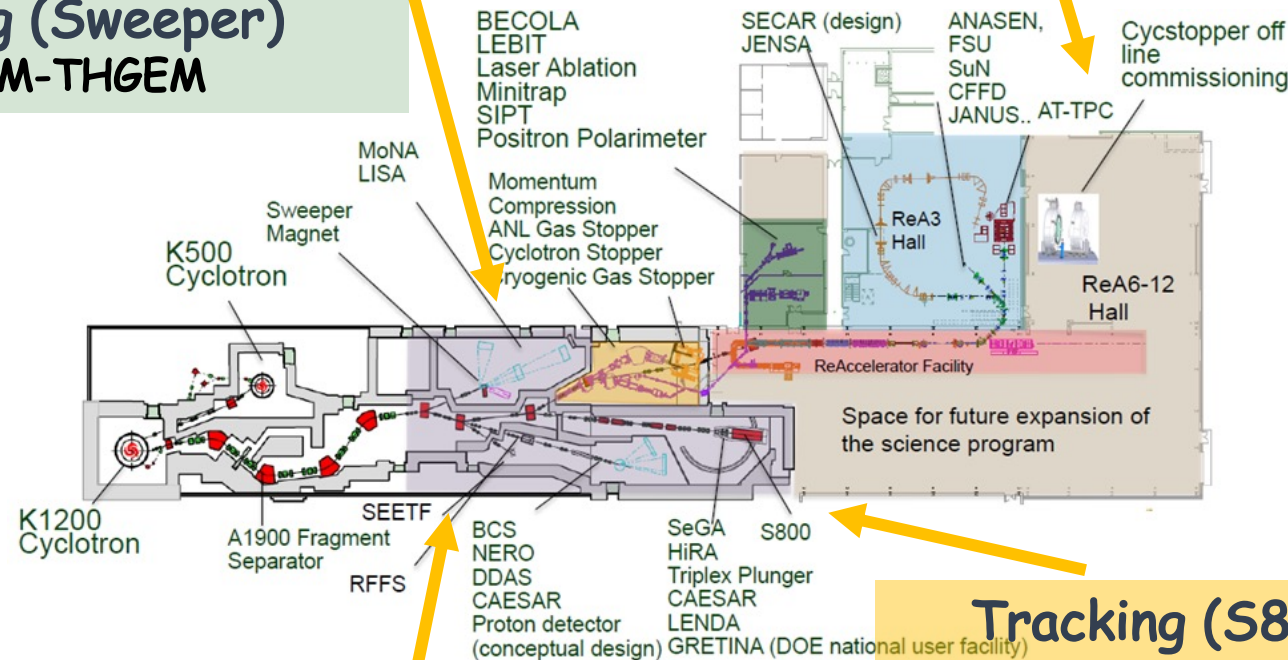 g (Sweeper)
M-THGEM
BECOLA
LEBIT
Laser Ablation
Minitrap
SIPT
Positron Polarimeter
SECAR (design)
JENSA
ANASEN,
FSU
SuN
CFFD
JANUS..
AT-TPC
Cycstopper off
line
commissioning
MoNA
LISA
Momentum
Compression
ANL Gas Stopper
Cyclotron Stopper
Cryogenic Gas Stopper
Sweeper
Magnet
K500
Cyclotron
ReA3
Hall
ReA6-12
Hall
ReAccelerator Facility
Space for future expansion of
the science program
K1200
Cyclotron
A1900 Fragment
Separator
SEETF
RFFS
BCS
NERO
DDAS
CAESAR
Proton detector
(conceptual design)
SeGA
HiRA
Triplex Plunger
CAESAR
LENDA
GRETINA (DOE national user facility)
S800
Tracking (S8